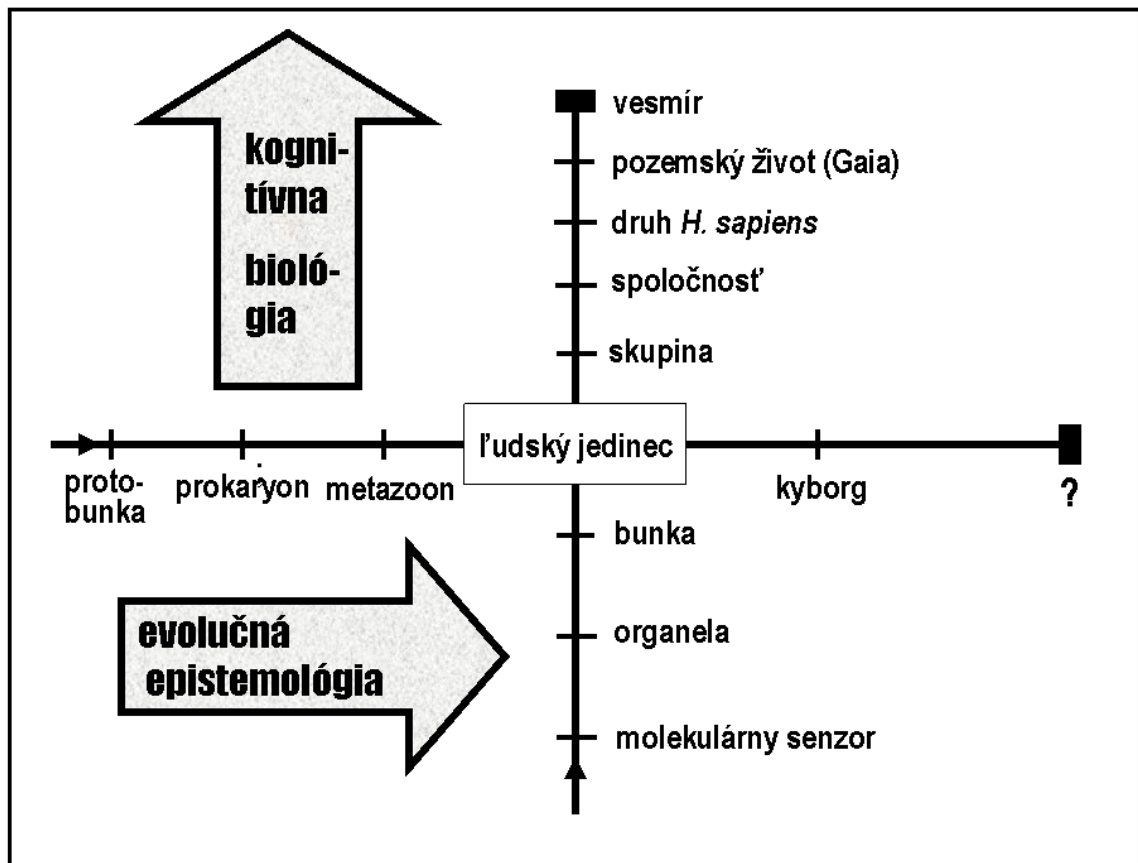 kogni-
tívna
bioló-
gia
vesmír
pozemský život (Gaia)
druh H. sapiens
spoločnosť
skupina
ľudský jedinec
proto-
bunka
prokaryon
metazoon
kyborg
?
bunka
organela
molekulárny senzor
evolučná
epistemológia